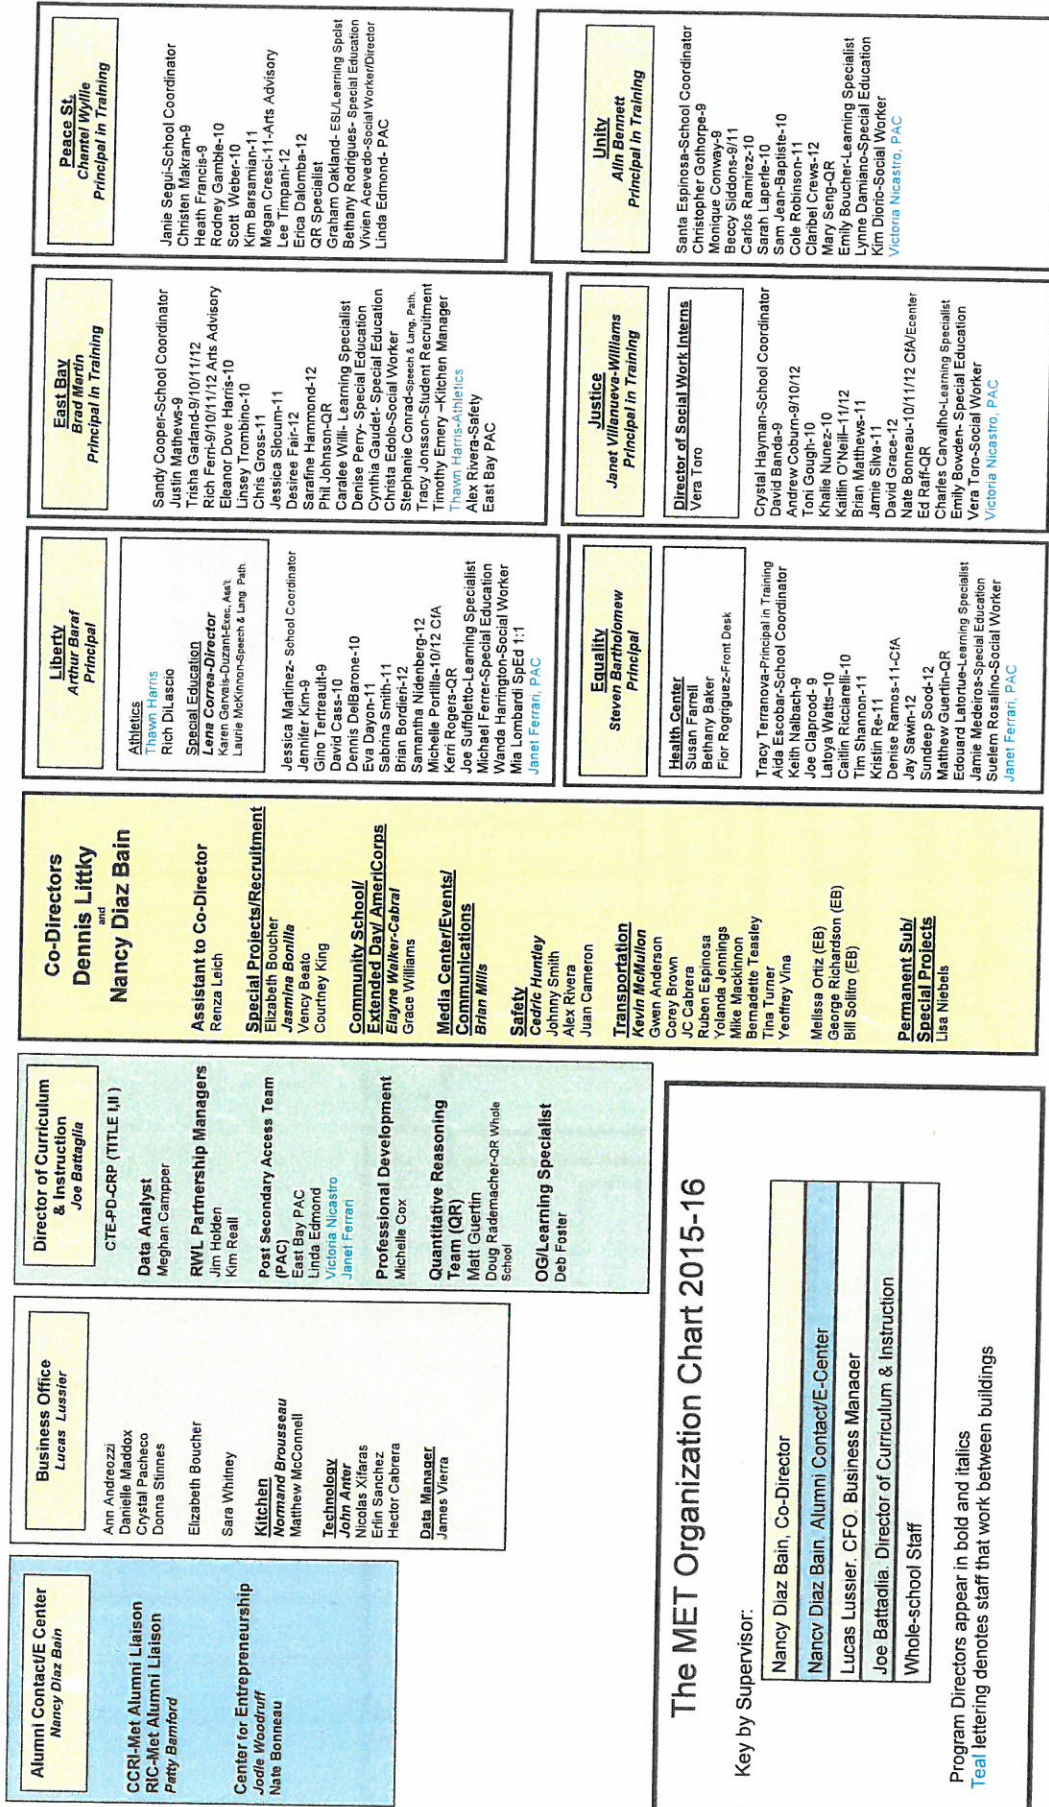 Alumni Contact/E Center
Nancy Diaz Bain
CCRI-Met Alumni Liaison
RIC-Met Alumni Liaison
Patty Bamford
Center for Entrepreneurship
Jodie Woodruff
Nate Bonneau
Business Office
Lucas Lussier
Ann Andreozzi
Danielle Maddox
Crystal Pacheco
Donna Stinnes
Elizabeth Boucher
Sara Whitney
Kitchen
Normand Brousseau
Matthew McConnell
Technology
John Anter
Nicolas Xifaras
Erlin Sanchez
Hector Cabrera
Data Manager
James Vierra
Director of Curriculum
& Instruction
Joe Battaglia
CTE-PD-CRP (TITLE I,II )
Data Analyst
Meghan Campper
RWL Partnership Managers
Jim Holden
Kim Reall
Post Secondary Access Team
(PAC)
East Bay PAC
Linda Edmond
Victoria Nicastro
Janet Ferrari
Professional Development
Michelle Cox
Quantitative Reasoning
Team (QR)
Matt Guertin
Doug Rademacher-QR Whole
School
OG/Learning Specialist
Deb Foster
Co-Directors
Dennis Littky
and
Nancy Diaz Bain
Assistant to Co-Director
Renza Leich
Special Projects/Recruitment
Elizabeth Boucher
Jasmina Bonilla
Vency Beato
Courtney King
Community School/
Extended Day/ AmeriCorps
Elayne Walker-Cabral
Grace Williams
Media Center/Events/
Communications
Brian Mills
Safety
Cedric Huntley
Johnny Smith
Alex Rivera
Juan Cameron
Transportation
Kevin McMullon
Gwen Anderson
Corey Brown
JC Cabrera
Ruben Espinosa
Yolanda Jennings
Mike Mackinnon
Bernadette Teasley
Tina Turner
Yeoffrey Vina
Melissa Ortiz (EB)
George Richardson (EB)
Bill Solitro (EB)
Permanent Sub/
Special Projects
Lisa Niebels
Liberty
Arthur Baraf
Principal
Athletics
Thawn Harris
Rich DiLascio
Special Education
Lena Correa-Director
Karen Gervais-Duzant-Exec. Ass't.
Laurie McKinnon-Speech & Lang. Path.
Jessica Martinez- School Coordinator
Jennifer Kim-9
Gino Tertreault-9
David Cass-10
Dennis DelBarone-10
Eva Dayon-11
Sabrina Smith-11
Brian Bordieri-12
Samantha Nidenberg-12
Michelle Portilla-10/12 CfA
Kerri Rogers-QR
Joe Suffoletto-Learning Specialist
Michael Ferrer-Special Education
Wanda Harrington-Social Worker
Mia Lombardi SpEd 1:1
Janet Ferrari, PAC
East Bay
Brad Martin
Principal in Training
Sandy Cooper-School Coordinator
Justin Mathews-9
Trisha Garland-9/10/11/12
Rich Ferri-9/10/11/12 Arts Advisory
Eleanor Dove Harris-10
Linsey Trombino-10
Chris Gross-11
Jessica Slocum-11
Desiree Fair-12
Sarafine Hammond-12
Phil Johnson-QR
Caralee Willi- Learning Specialist
Denise Perry- Special Education
Cynthia Gaudet- Special Education
Christa Edolo-Social Worker
Stephanie Conrad-Speech & Lang. Path.
Tracy Jonsson-Student Recruitment
Timothy Emery –Kitchen Manager
Thawn Harris-Athletics
Alex Rivera-Safety
East Bay PAC
Peace St.
Chantel Wyllie
Principal in Training
Janie Segui-School Coordinator
Christen Makram-9
Heath Francis-9
Rodney Gamble-10
Scott Weber-10
Kim Barsamian-11
Megan Cresci-11-Arts Advisory
Lee Timpani-12
Erica Dalomba-12
QR Specialist
Graham Oakland- ESL/Learning Spclst
Bethany Rodrigues- Special Education
Vivien Acevedo-Social Worker/Director
Linda Edmond- PAC
Equality
Steven Bartholomew
Principal
Health Center
Susan Farrell
Bethany Baker
Fior Rogriguez-Front Desk
Tracy Terranova-Principal in Training
Aida Escobar-School Coordinator
Keith Nalbach-9
Joe Claprood- 9
Latoya Watts–10
Caitlin Ricciarelli-10
Tim Shannon-11
Kristin Re-11
Denise Ramos-11-CfA
Jay Sawin-12
Sundeep Sood-12
Matthew Guertin-QR
Edouard Latortue-Learning Specialist
Jamie Medeiros-Special Education
Suelem Rosalino-Social Worker
Janet Ferrari, PAC
Justice
Janet Villanueva-Williams
Principal in Training
Director of Social Work Interns
Vera Toro
Crystal Hayman-School Coordinator
David Banda-9
Andrew Coburn-9/10/12
Toni Gough-10
Khalie Nunez-10
Kaitlin O'Neill–11/12
Brian Matthews-11
Jamie Silva-11
David Grace-12
Nate Bonneau-10/11/12 CfA/Ecenter
Ed Raff-QR
Charles Carvalho-Learning Specialist
Emily Bowden- Special Education
Vera Toro-Social Worker
Victoria Nicastro, PAC
Unity
Alin Bennett
Principal in Training
Santa Espinosa-School Coordinator
Christopher Gothorpe-9
Monique Conway-9
Beccy Siddons-9/11
Carlos Ramirez-10
Sarah Laperle-10
Sam Jean-Baptiste-10
Cole Robinson-11
Claribel Crews-12
Mary Seng-QR
Emily Boucher-Learning Specialist
Lynne Damiano-Special Education
Kim Diorio-Social Worker
Victoria Nicastro, PAC
The MET Organization Chart 2015-16
Key by Supervisor:
Nancy Diaz Bain, Co-Director
Nancy Diaz Bain, Alumni Contact/E-Center
Lucas Lussier, CFO, Business Manager
Joe Battaglia, Director of Curriculum & Instruction
Whole-school Staff
Program Directors appear in bold and italics
Teal lettering denotes staff that work between buildings